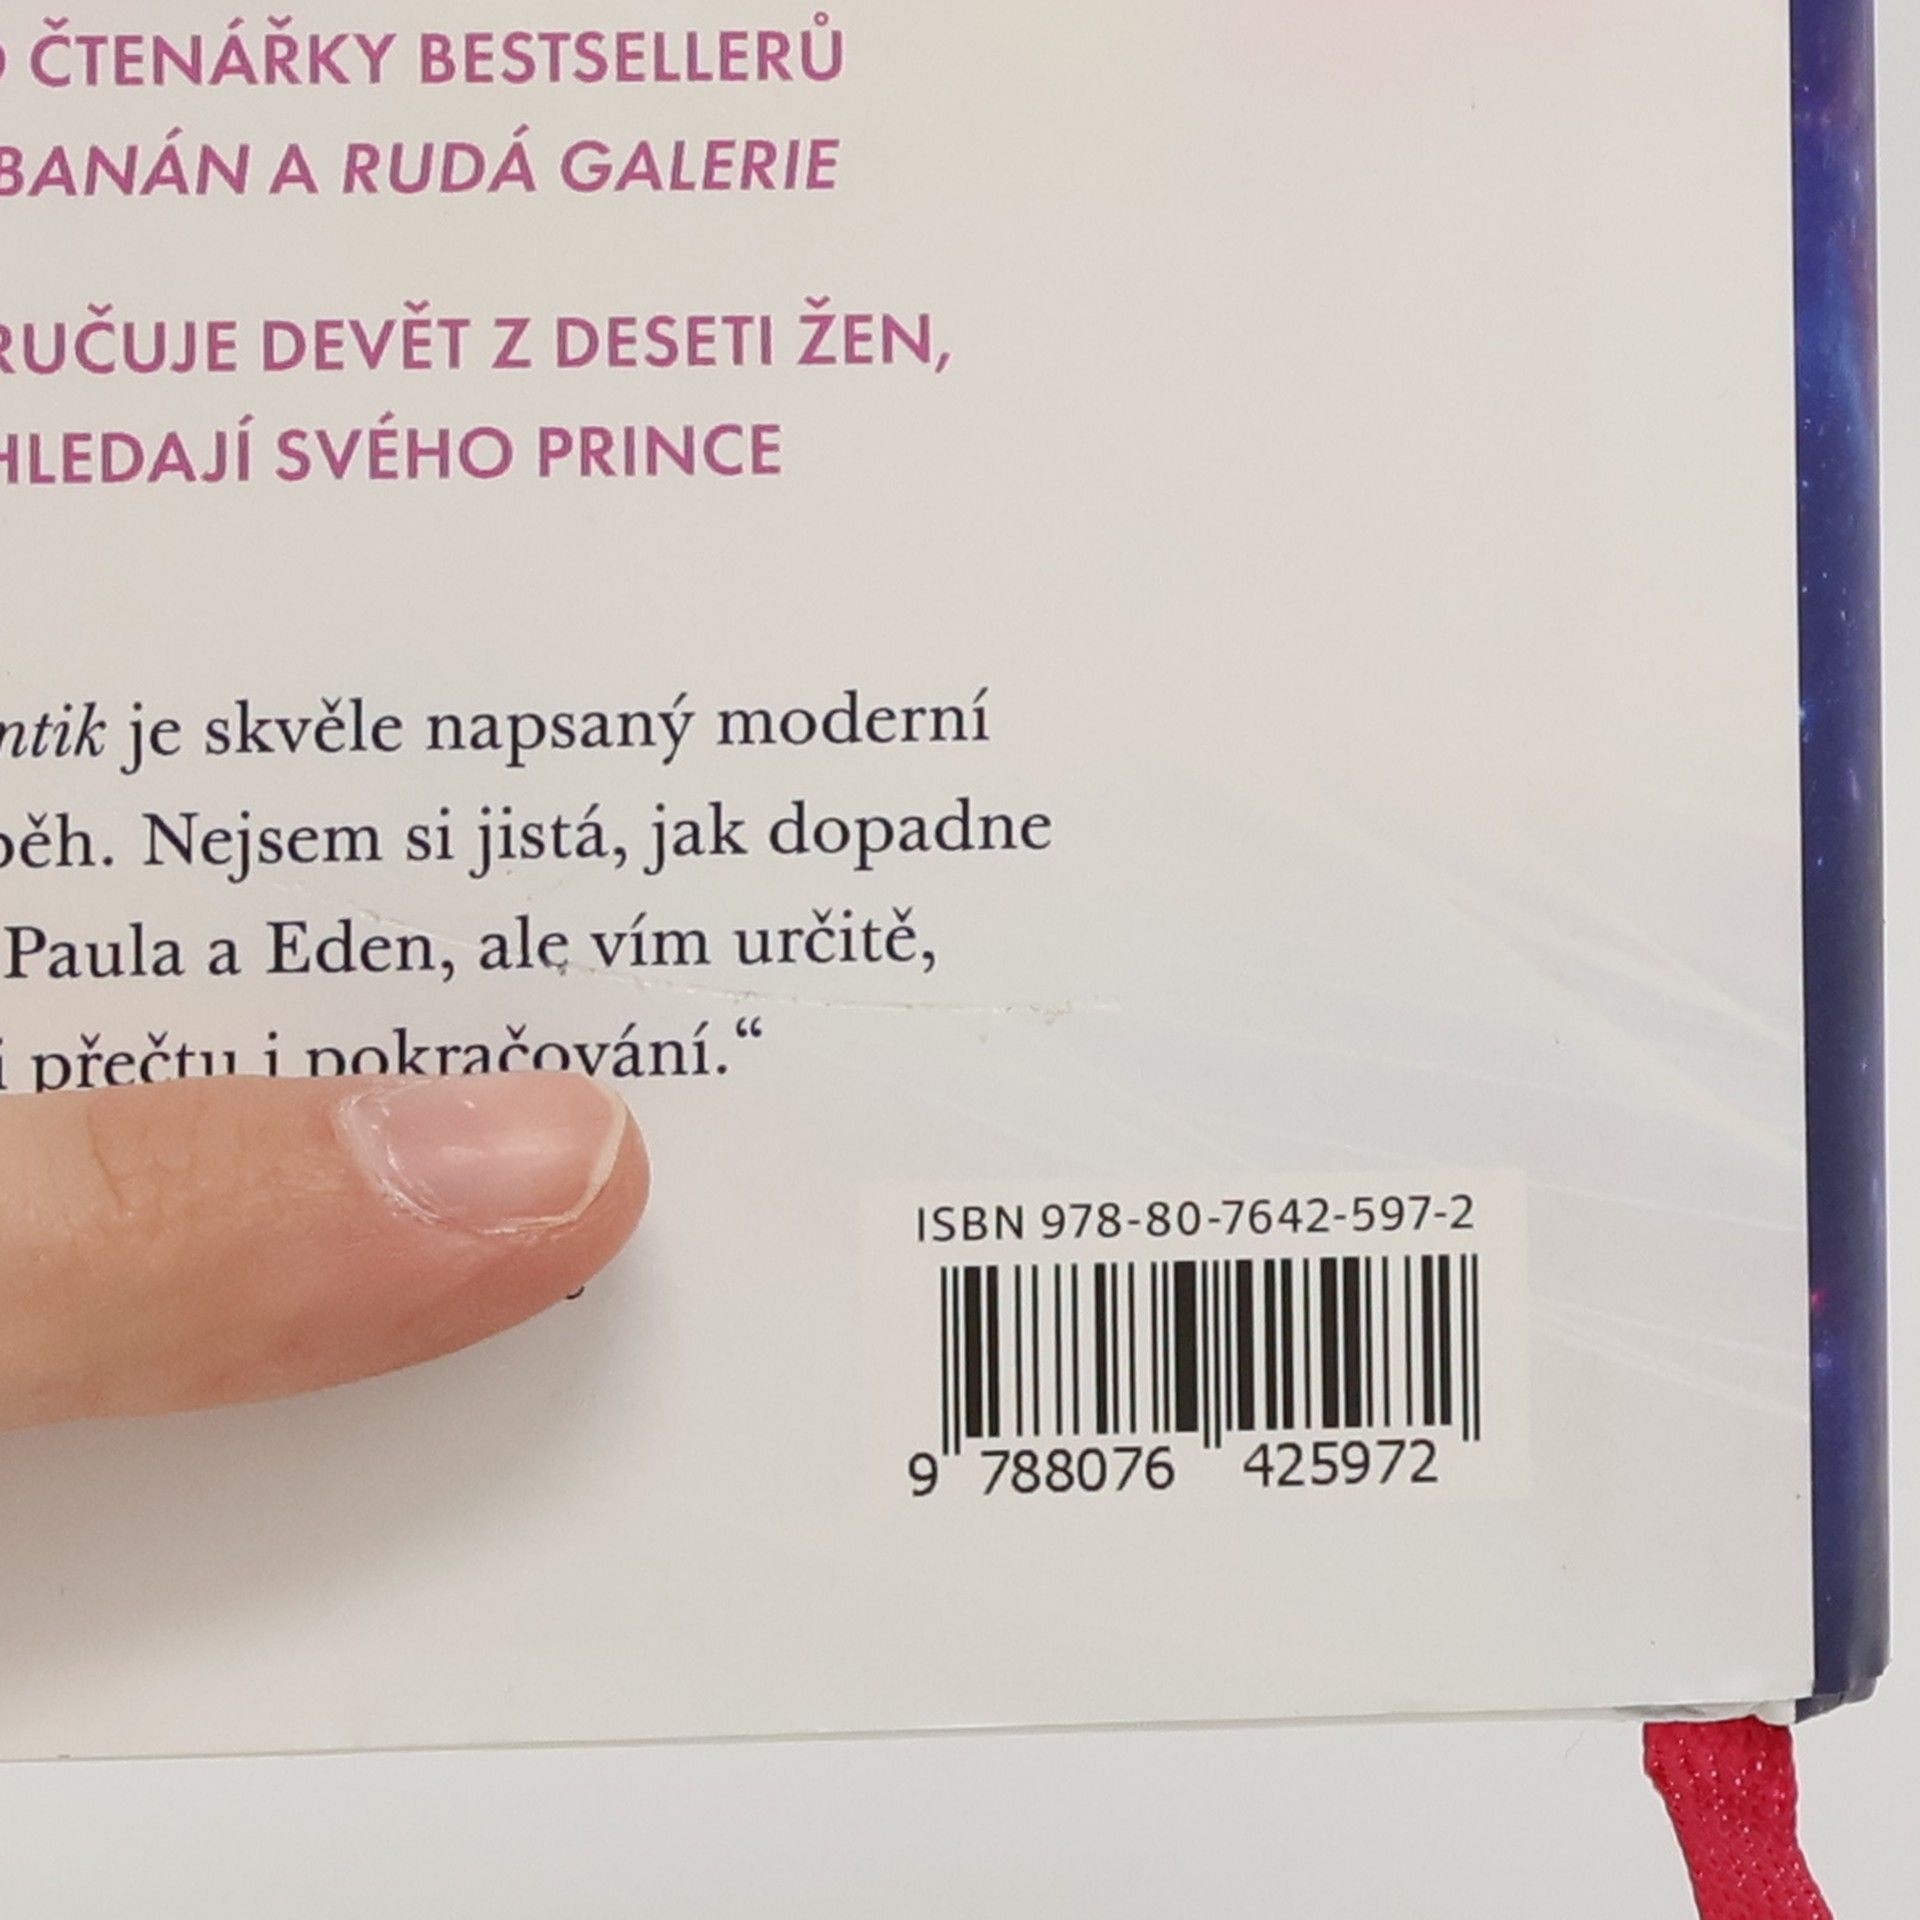 ČTENÁŘKY BESTSELLERŮ
BANÁN A RUDÁ GALERIE
RUČUJE DEVĚT Z DESETI ŽEN,
HLEDAJÍ SVÉHO PRINCE
ntik je skvěle napsaný moderní
běh. Nejsem si jistá, jak dopadne
Paula a Eden, ale vím určitě,
i přečtu i pokračování.“
ISBN 978-80-7642-597-2
9 788076 425972